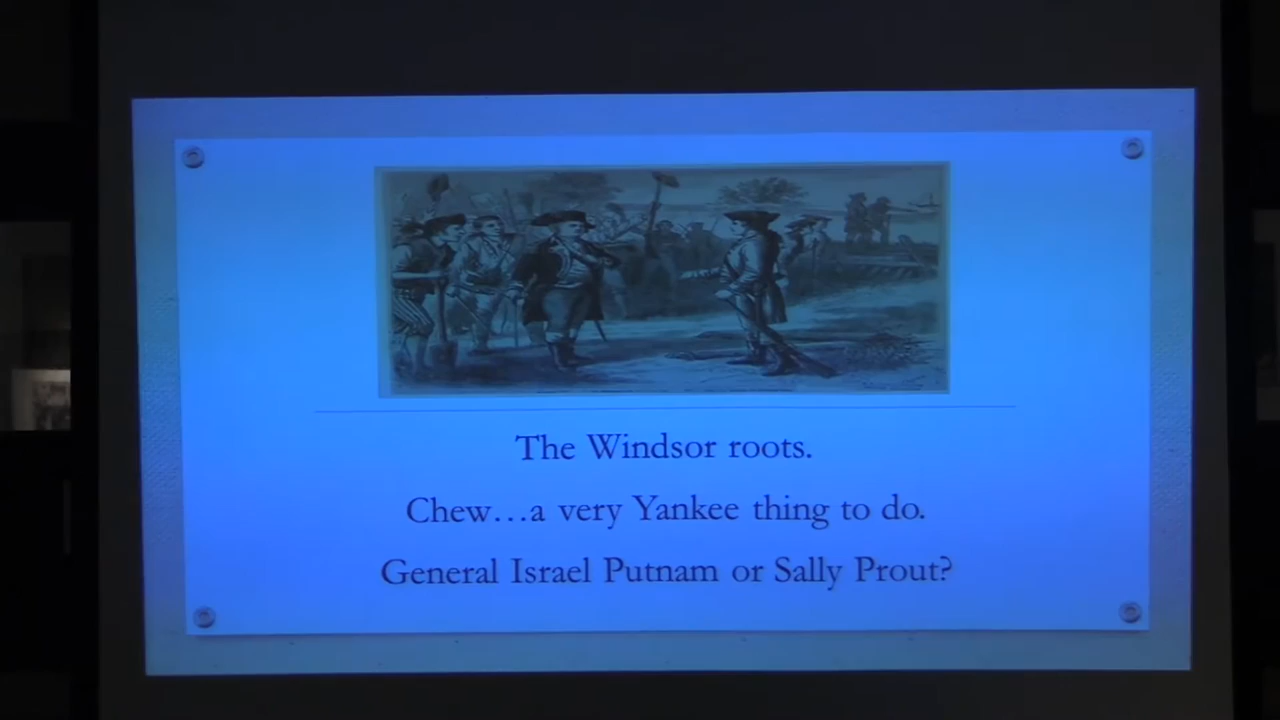 The Windsor roots.
Chew...a very Yankee thing to do.
General Israel Putnam or Sally Prout?